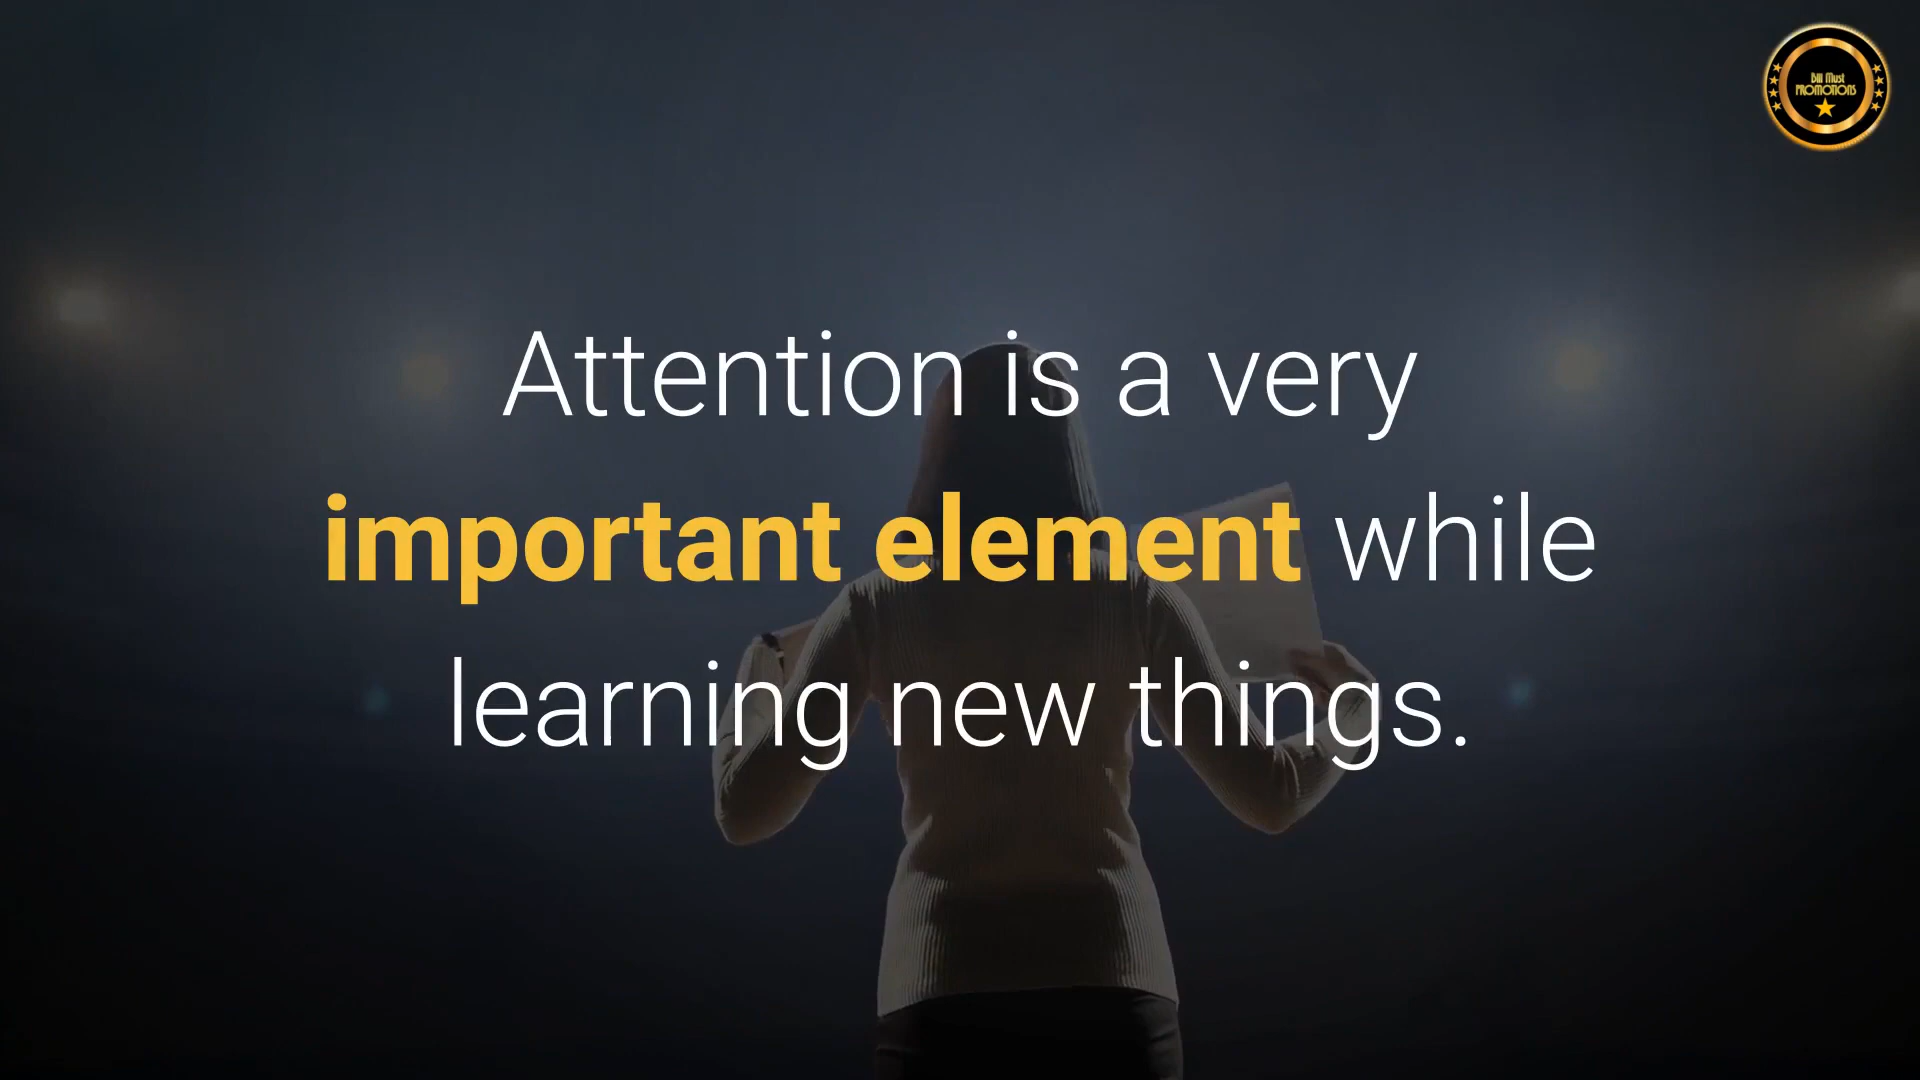 Bill Must
PROMOTIONS
Attention is a very
important element while
learning new things.